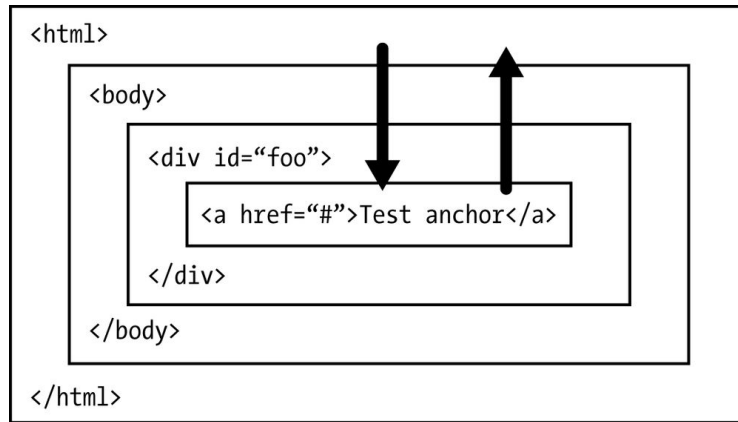 <html>
<body>
<div id=“foo”>
<a href=“#”>Test anchor</a>
</div>
</body>
</html>